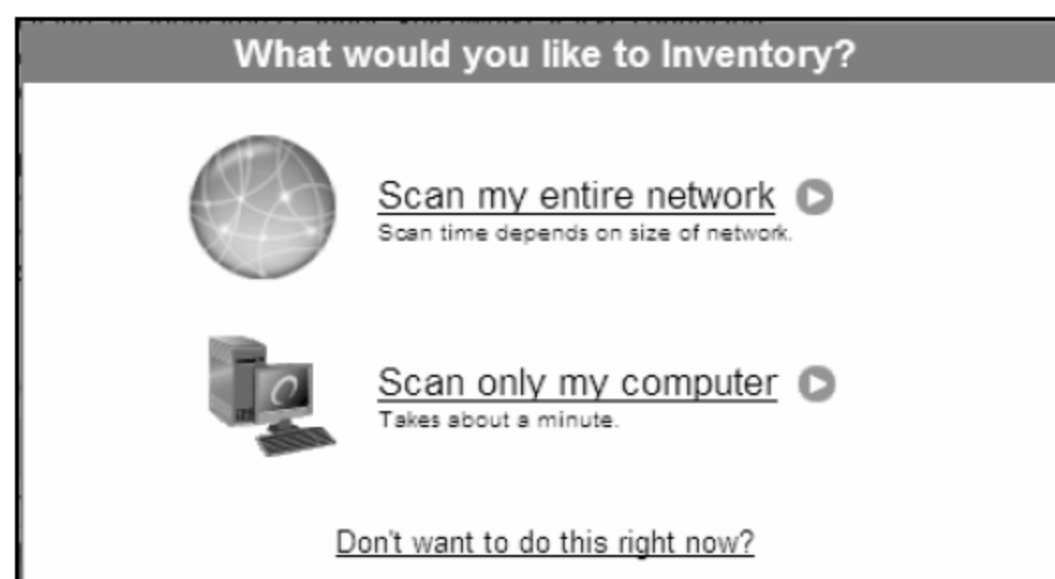 What would you like to Inventory?
Scan my entire network
Scan time depends on size of network.
Scan only my computer
Takes about a minute.
Don't want to do this right now?